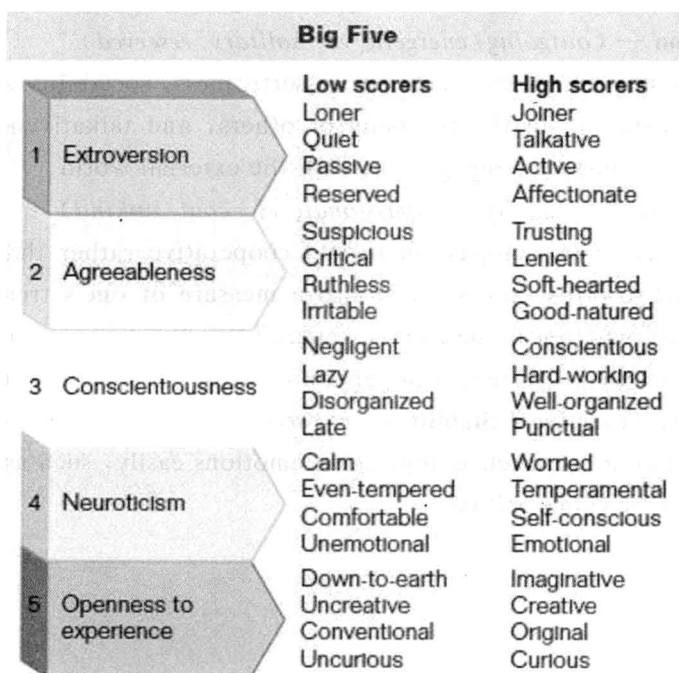 Big Five
Low scorers High scorers
1 Extroversion
Loner Joiner
Quiet Talkative
Passive Active
Reserved Affectionate
2 Agreeableness
Suspicious Trusting
Critical Lenient
Ruthless Soft-hearted
Irritable Good-natured
3 Conscientiousness
Negligent Conscientious
Lazy Hard-working
Disorganized Well-organized
Late Punctual
4 Neuroticism
Calm Worried
Even-tempered Temperamental
Comfortable Self-conscious
Unemotional Emotional
5 Openness to
experience
Down-to-earth Imaginative
Uncreative Creative
Conventional Original
Uncurious Curious